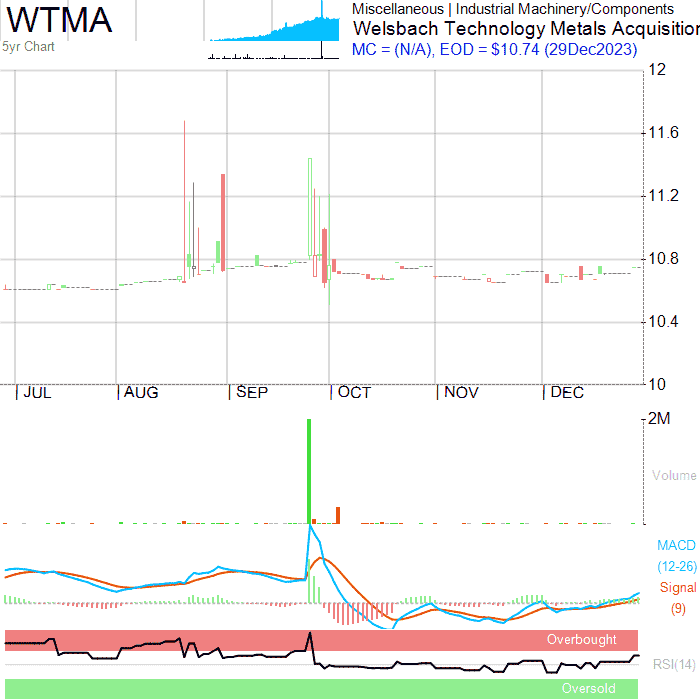 WTMA
5yr Chart
Miscellaneous | Industrial Machinery/Components
Welsbach Technology Metals Acquisition
MC = (N/A), EOD = $10.74 (29Dec2023)
12
11.6
11.2
10.8
10.4
10
JUL
AUG
SEP
OCT
NOV
DEC
2M
Volume
MACD
(12-26)
Signal
(9)
Overbought
RSI(14)
Oversold